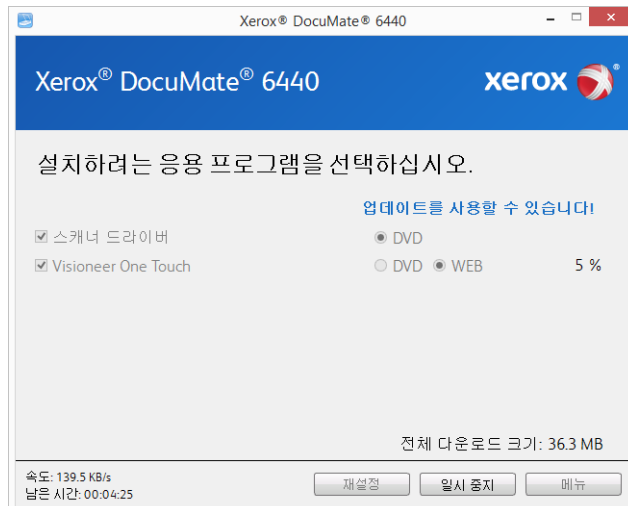 Xerox® DocuMate® 6440
Xerox® DocuMate® 6440
xerox ®
설치하려는 응용 프로그램을 선택하십시오.
업데이트를 사용할 수 있습니다!
스캐너 드라이버 DVD
Visioneer One Touch DVD WEB 5 %
전체 다운로드 크기: 36.3 MB
속도: 139.5 KB/s
남은 시간: 00:04:25
재설정 일시 중지 메뉴